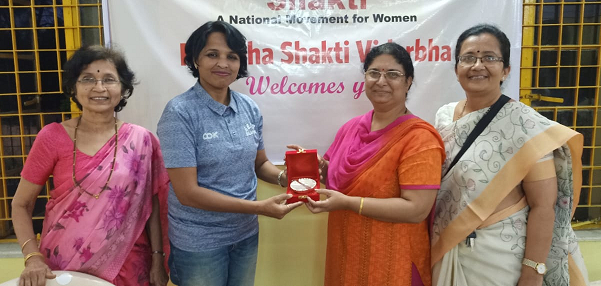 Shakti
A National Movement for Women
Shakti Vidarbha
Welcomes